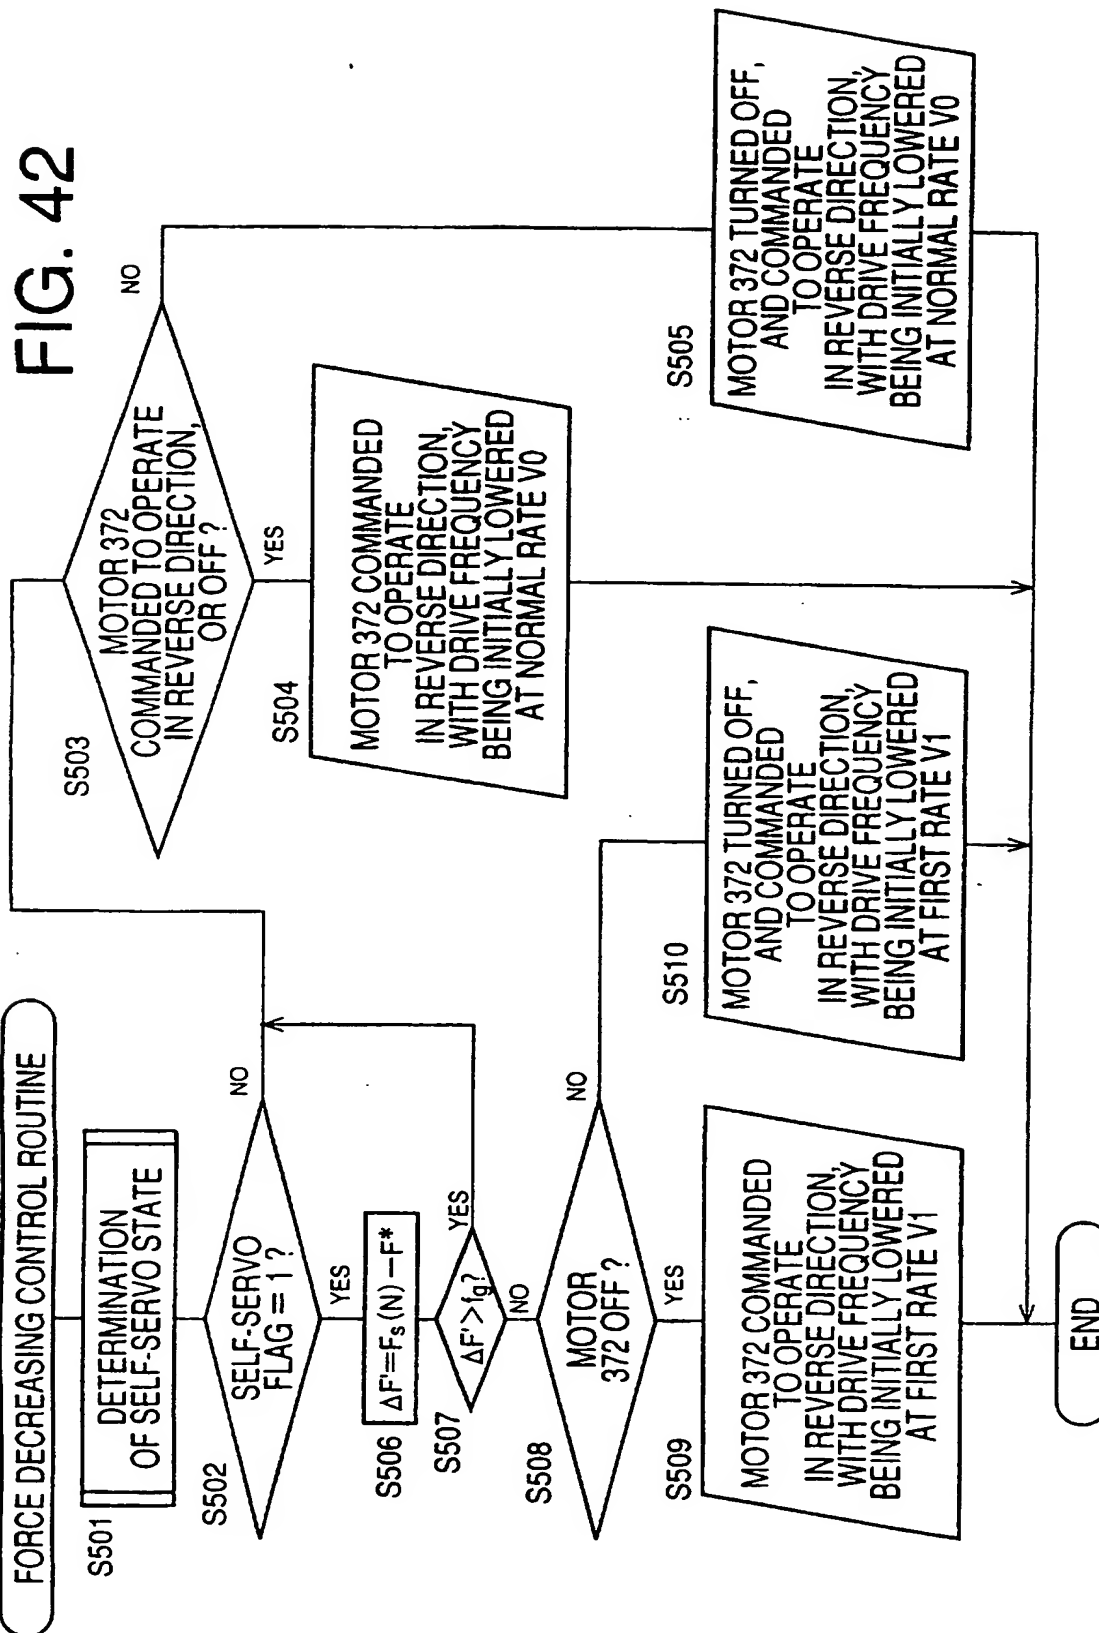 FIG. 42
FORCE DECREASING CONTROL ROUTINE
S501
DETERMINATION
OF SELF-SERVO STATE
S502
SELF-SERVO
FLAG = 1 ?
NO
YES
S506
ΔF'=Fs (N) −F*
S507
ΔF'>fg?
YES
NO
S508
MOTOR
372 OFF ?
NO
YES
S509
MOTOR 372 COMMANDED
TO OPERATE
IN REVERSE DIRECTION,
WITH DRIVE FREQUENCY
BEING INITIALLY LOWERED
AT FIRST RATE V1
S510
MOTOR 372 TURNED OFF,
AND COMMANDED
TO OPERATE
IN REVERSE DIRECTION,
WITH DRIVE FREQUENCY
BEING INITIALLY LOWERED
AT FIRST RATE V1
S503
MOTOR 372
COMMANDED TO OPERATE
IN REVERSE DIRECTION,
OR OFF ?
NO
YES
S504
MOTOR 372 COMMANDED
TO OPERATE
IN REVERSE DIRECTION,
WITH DRIVE FREQUENCY
BEING INITIALLY LOWERED
AT NORMAL RATE V0
S505
MOTOR 372 TURNED OFF,
AND COMMANDED
TO OPERATE
IN REVERSE DIRECTION,
WITH DRIVE FREQUENCY
BEING INITIALLY LOWERED
AT NORMAL RATE V0
END